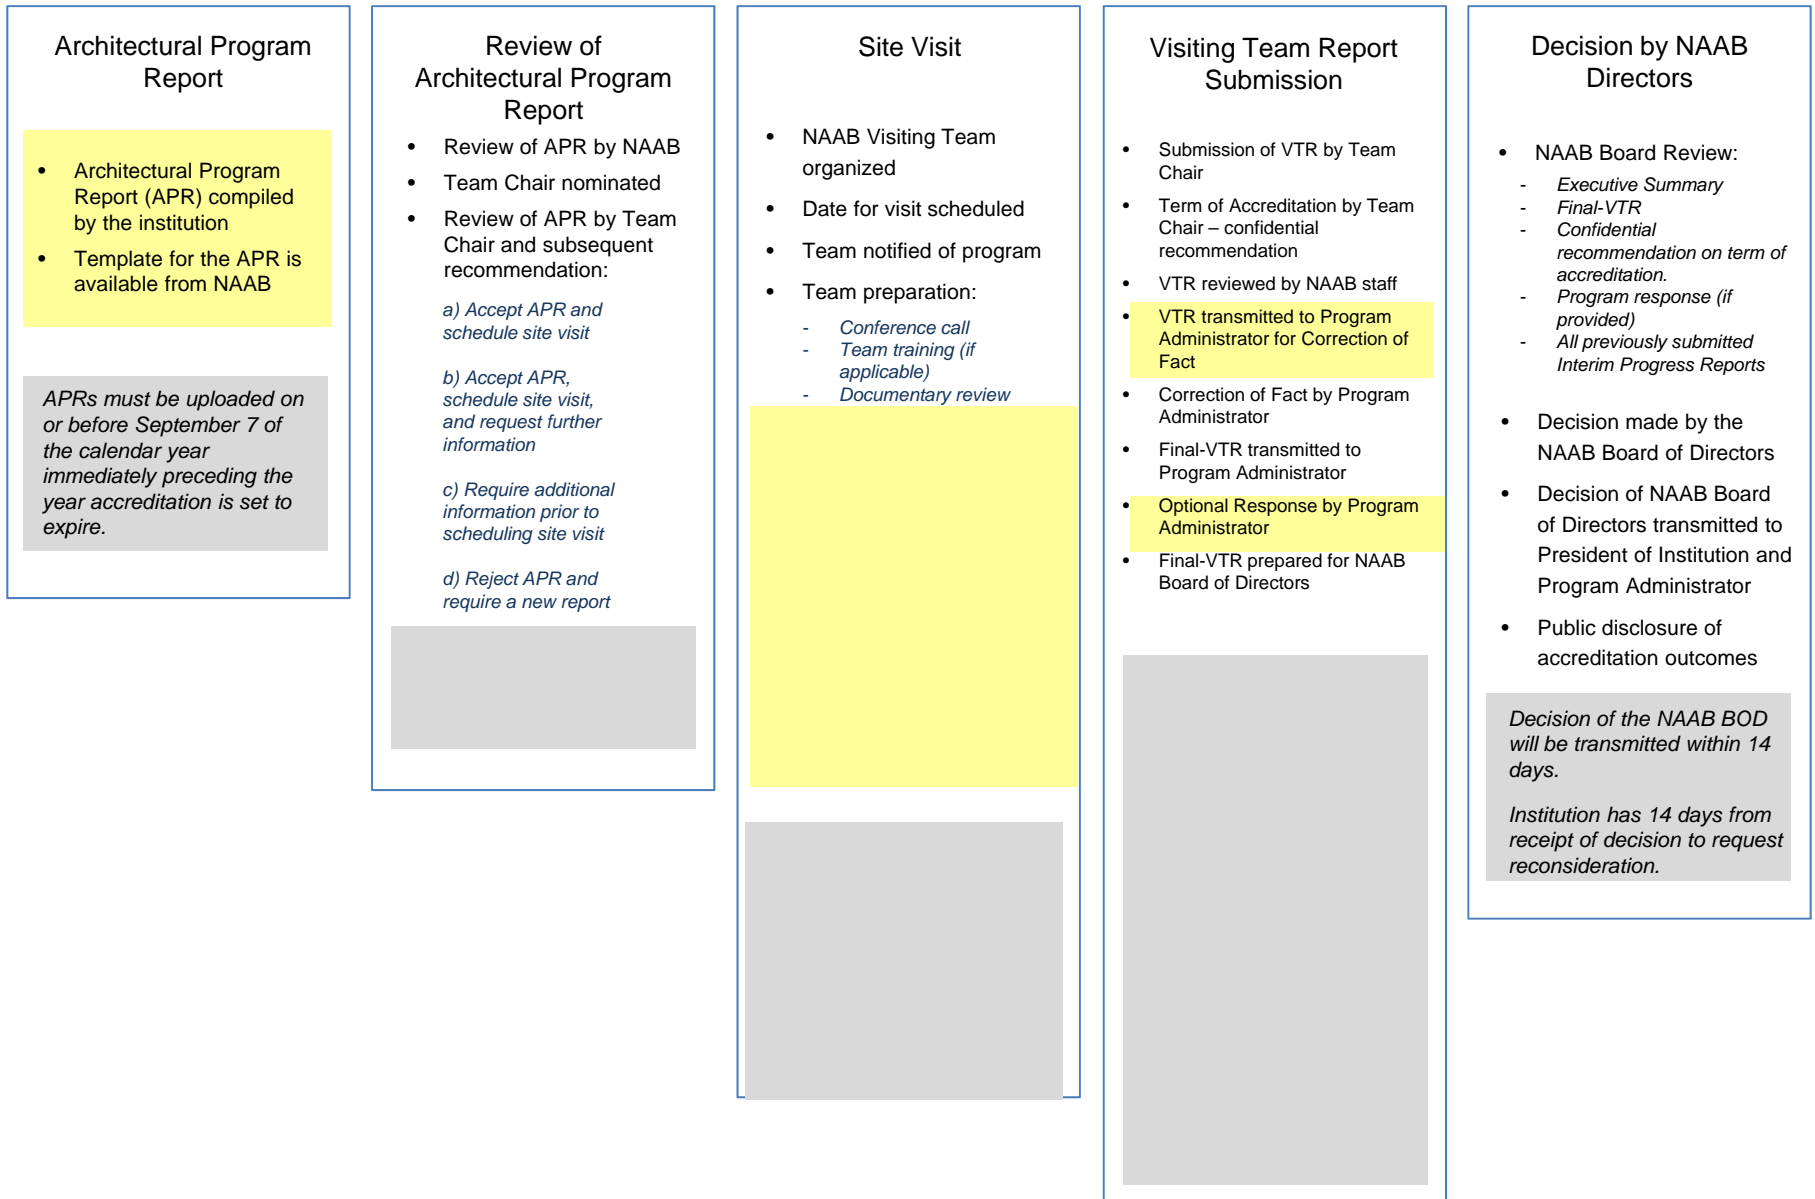 Architectural Program
Report
• Architectural Program
Report (APR) compiled
by the institution
• Template for the APR is
available from NAAB
APRs must be uploaded on
or before September 7 of
the calendar year
immediately preceding the
year accreditation is set to
expire.
Review of
Architectural Program
Report
• Review of APR by NAAB
• Team Chair nominated
• Review of APR by Team
Chair and subsequent
recommendation:
a) Accept APR and
schedule site visit
b) Accept APR,
schedule site visit,
and request further
information
c) Require additional
information prior to
scheduling site visit
d) Reject APR and
require a new report
Site Visit
• NAAB Visiting Team
organized
• Date for visit scheduled
• Team notified of program
• Team preparation:
- Conference call
- Team training (if
applicable)
- Documentary review
Visiting Team Report
Submission
• Submission of VTR by Team
Chair
• Term of Accreditation by Team
Chair – confidential
recommendation
• VTR reviewed by NAAB staff
• VTR transmitted to Program
Administrator for Correction of
Fact
• Correction of Fact by Program
Administrator
• Final-VTR transmitted to
Program Administrator
• Optional Response by Program
Administrator
• Final-VTR prepared for NAAB
Board of Directors
Decision by NAAB
Directors
• NAAB Board Review:
- Executive Summary
- Final-VTR
- Confidential
recommendation on term of
accreditation.
- Program response (if
provided)
- All previously submitted
Interim Progress Reports
• Decision made by the
NAAB Board of Directors
• Decision of NAAB Board
of Directors transmitted to
President of Institution and
Program Administrator
• Public disclosure of
accreditation outcomes
Decision of the NAAB BOD
will be transmitted within 14
days.
Institution has 14 days from
receipt of decision to request
reconsideration.